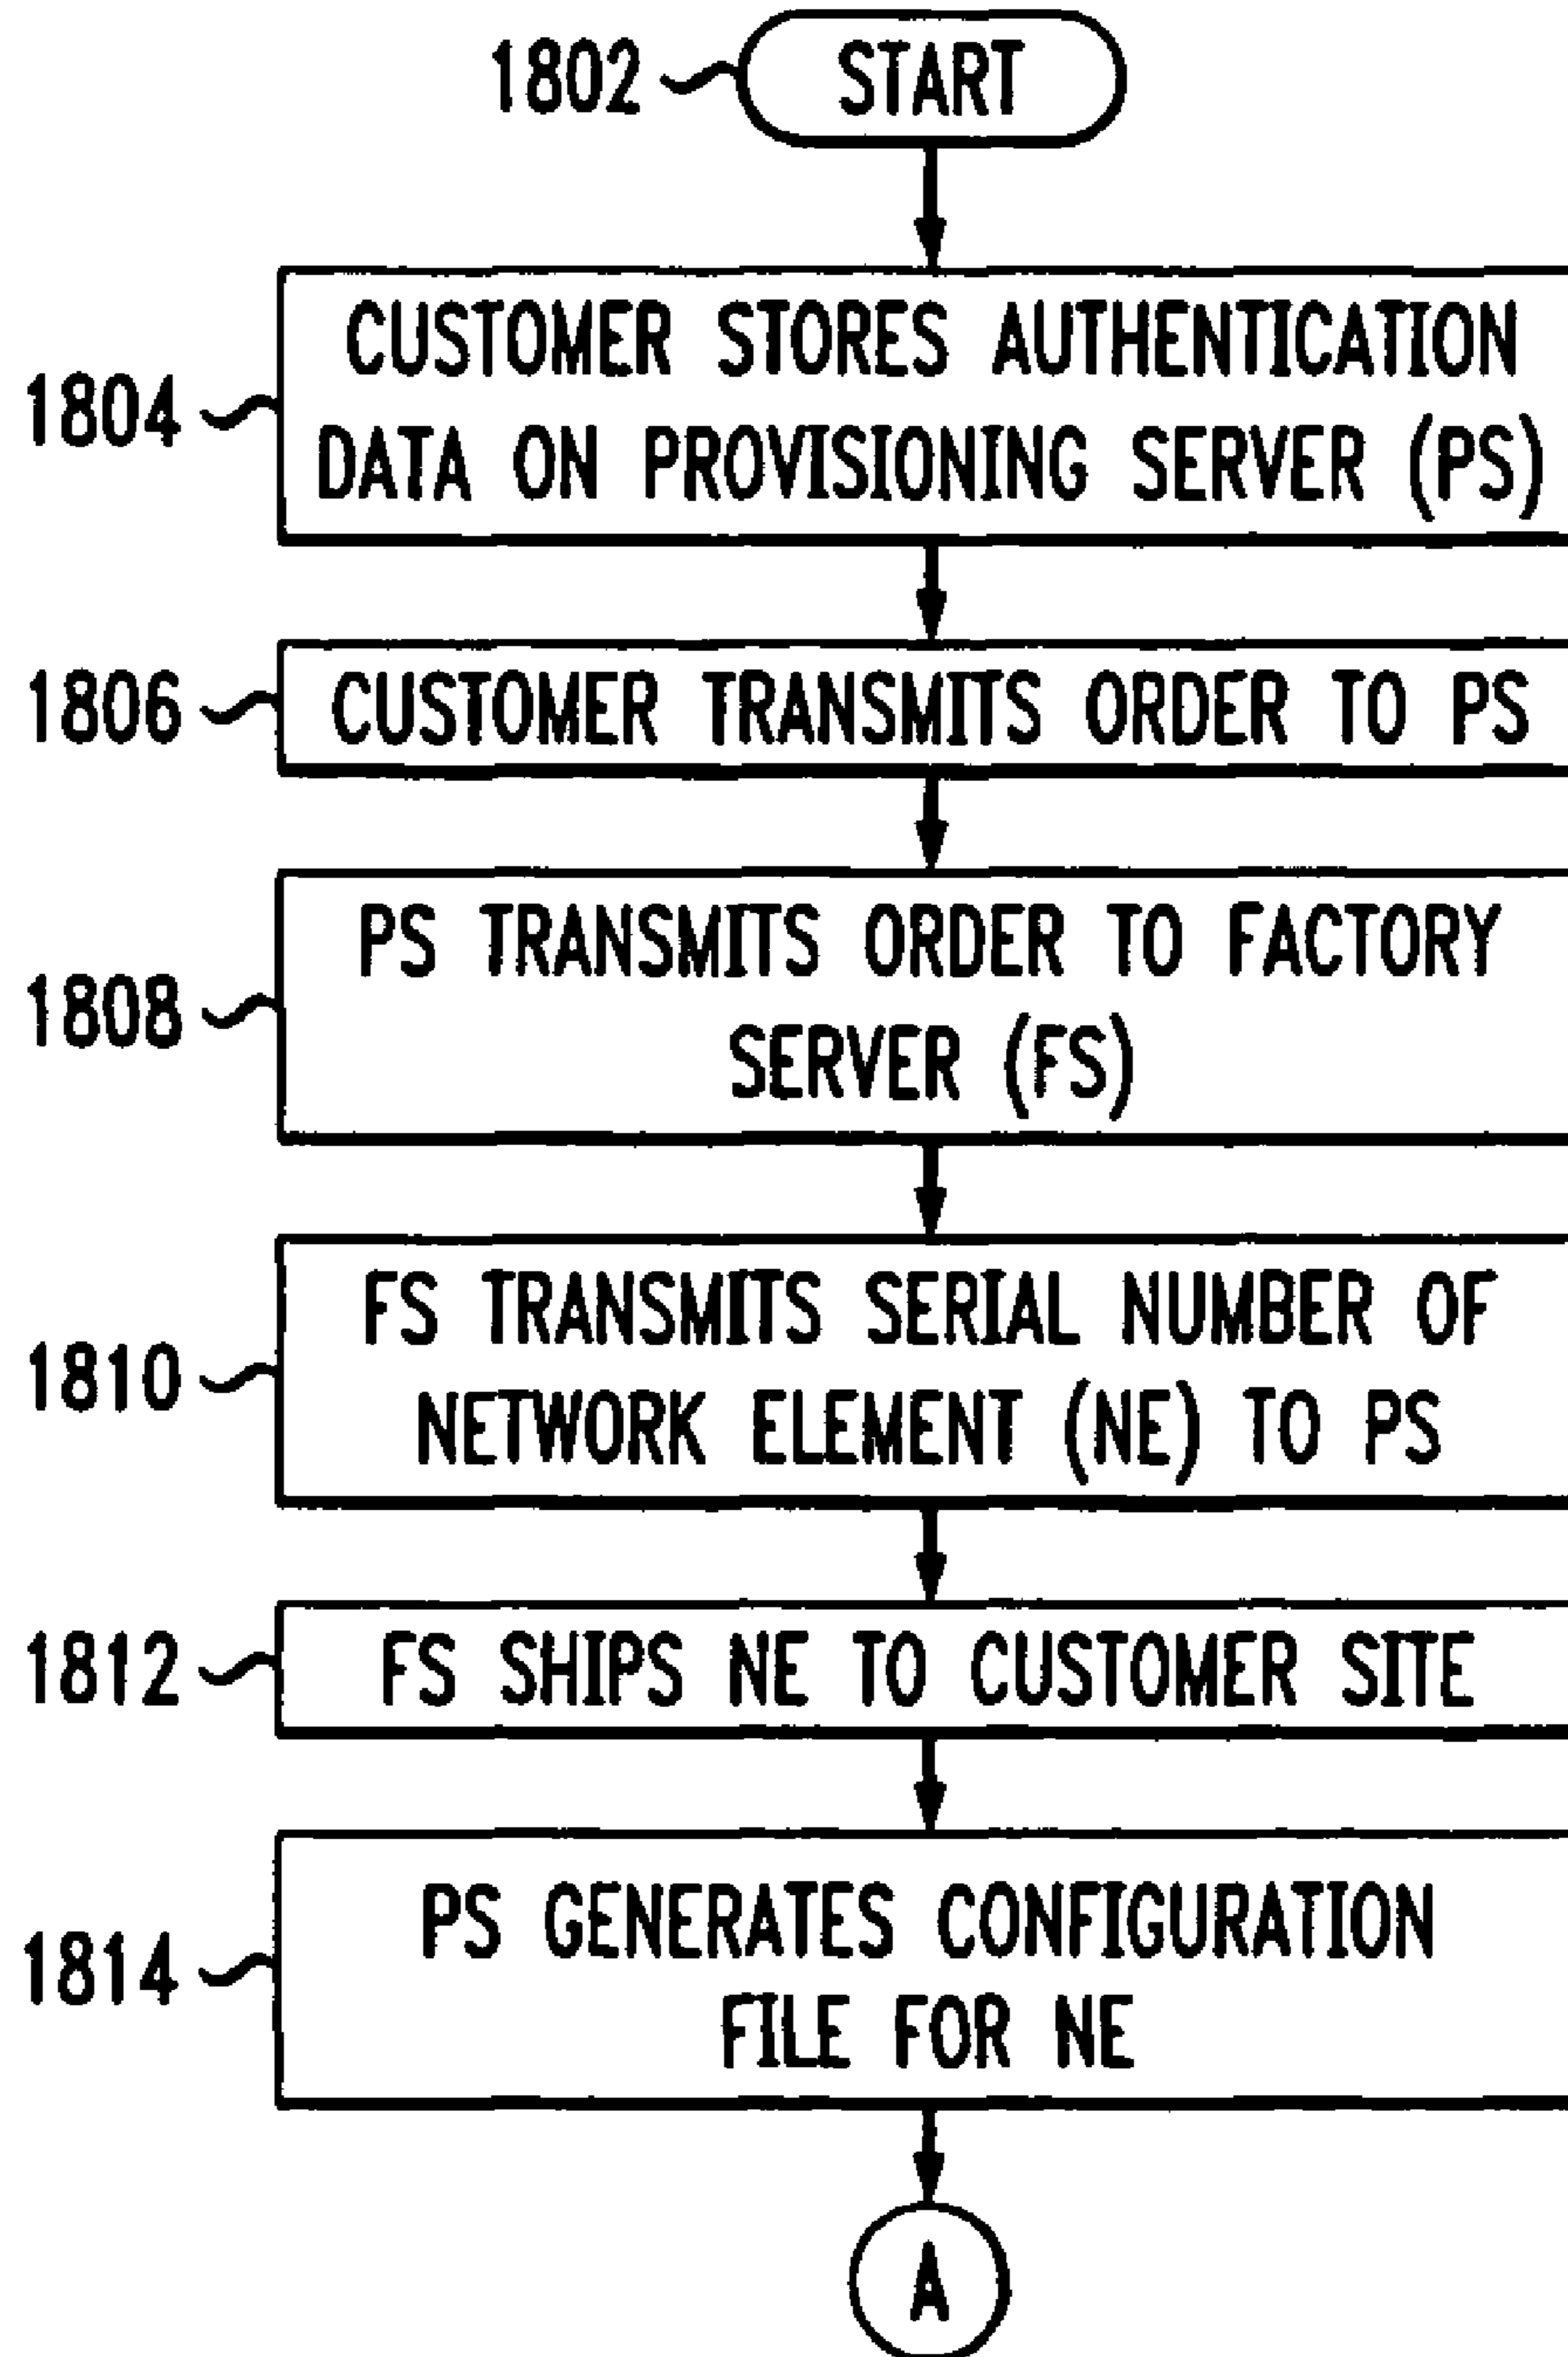 1802 START
1804 CUSTOMER STORES AUTHENTICATION
DATA ON PROVISIONING SERVER (PS)
1806 CUSTOMER TRANSMITS ORDER TO PS
1808 PS TRANSMITS ORDER TO FACTORY
SERVER (FS)
1810 FS TRANSMITS SERIAL NUMBER OF
NETWORK ELEMENT (NE) TO PS
1812 FS SHIPS NE TO CUSTOMER SITE
1814 PS GENERATES CONFIGURATION
FILE FOR NE
A